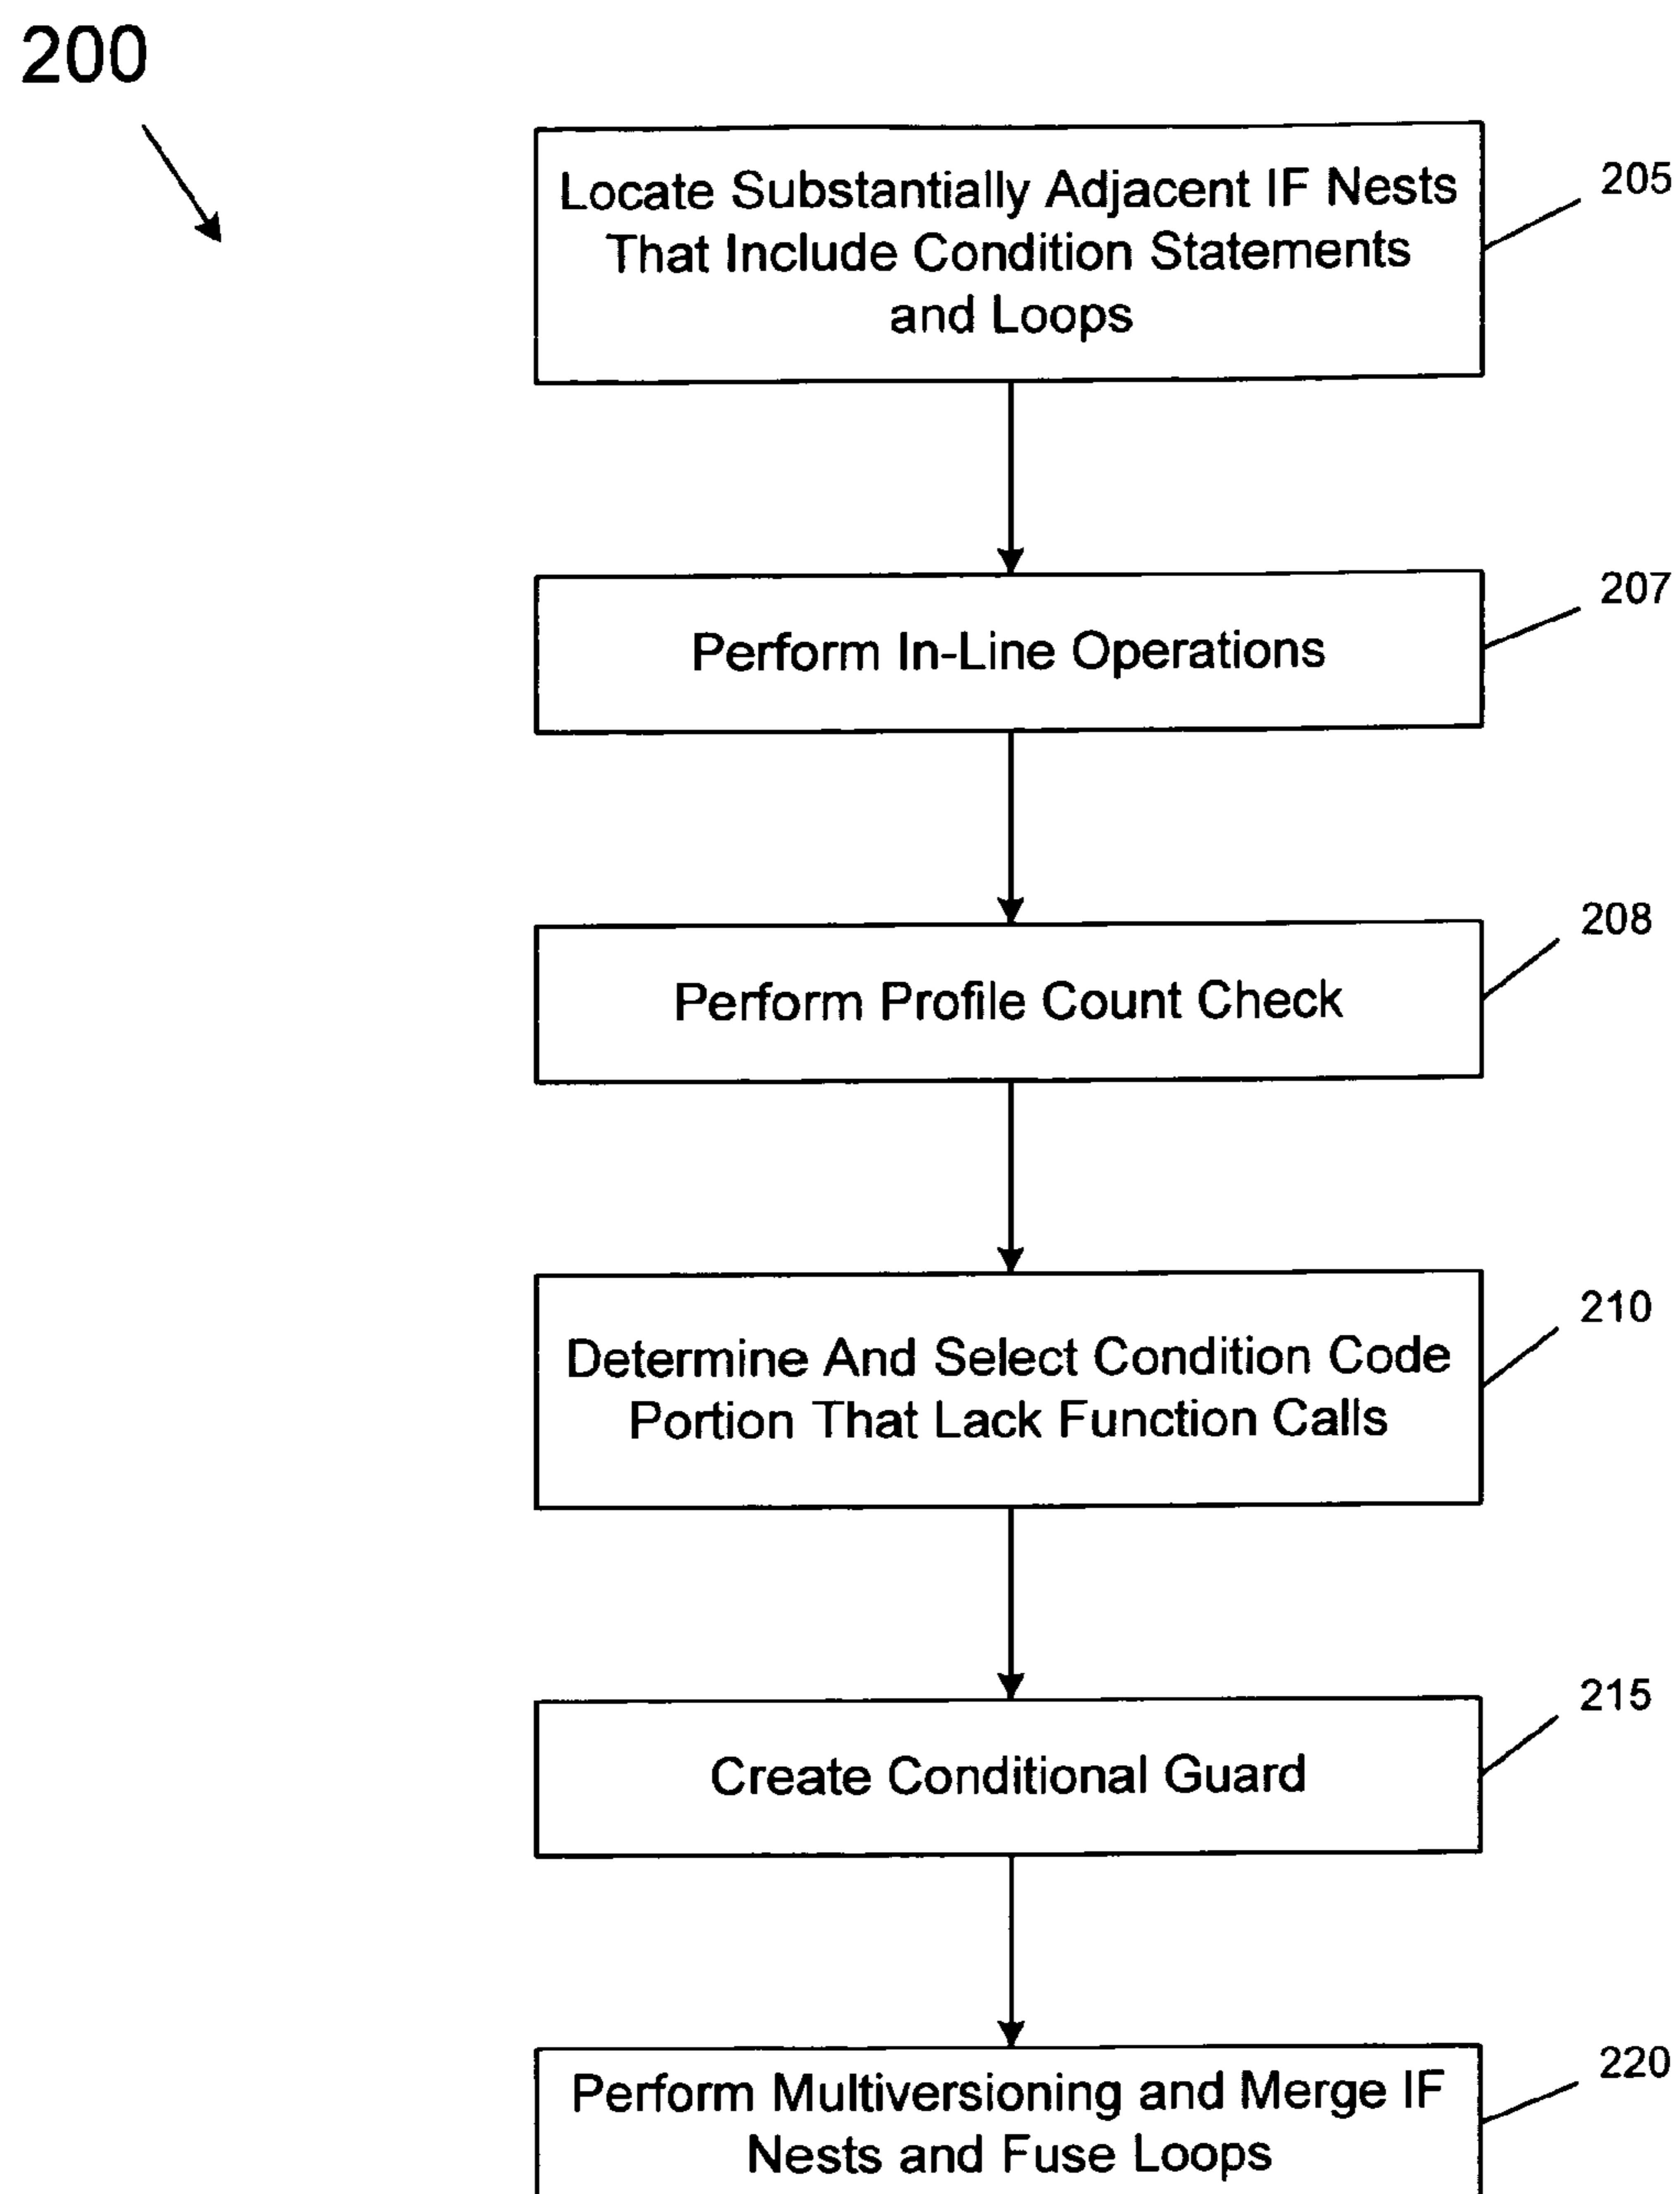 200
Locate Substantially Adjacent IF Nests
That Include Condition Statements
and Loops
205
Perform In-Line Operations
207
Perform Profile Count Check
208
Determine And Select Condition Code
Portion That Lack Function Calls
210
Create Conditional Guard
215
Perform Multiversioning and Merge IF
Nests and Fuse Loops
220